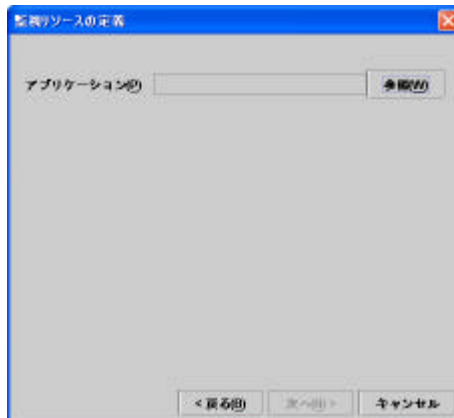 監視リソースの定義
アプリケーション(P) 参照(W)
< 戻る(B) 次へ(N) > キャンセル